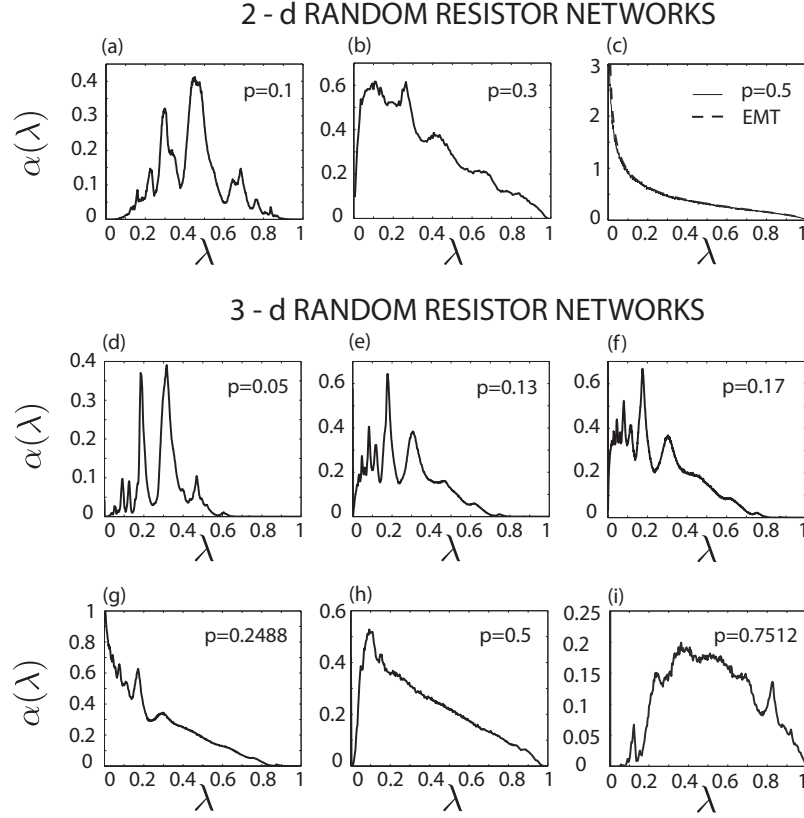 2 - d RANDOM RESISTOR NETWORKS
(a) (b) (c)
α(λ)
p=0.1
0.4
0.3
0.2
0.1
0
0 0.2 0.4 0.6 0.8 1
λ
p=0.3
0.6
0.4
0.2
0
0 0.2 0.4 0.6 0.8 1
λ
3
2
1
0
p=0.5
EMT
0 0.2 0.4 0.6 0.8 1
λ
3 - d RANDOM RESISTOR NETWORKS
(d) (e) (f)
α(λ)
p=0.05
0.4
0.3
0.2
0.1
0
0 0.2 0.4 0.6 0.8 1
λ
p=0.13
0.6
0.4
0.2
0
0 0.2 0.4 0.6 0.8 1
λ
p=0.17
0.6
0.4
0.2
0
0 0.2 0.4 0.6 0.8 1
λ
(g) (h) (i)
α(λ)
p=0.2488
1
0.8
0.6
0.4
0.2
0
0 0.2 0.4 0.6 0.8 1
λ
p=0.5
0.6
0.4
0.2
0
0 0.2 0.4 0.6 0.8 1
λ
p=0.7512
0.25
0.2
0.15
0.1
0.05
0
0 0.2 0.4 0.6 0.8 1
λ